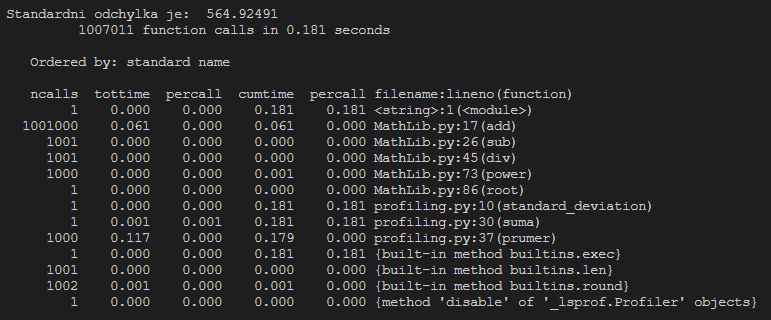 Standardni odchylka je:  564.92491
         1007011 function calls in 0.181 seconds
   Ordered by: standard name
   ncalls  tottime  percall  cumtime  percall filename:lineno(function)
        1    0.000    0.000    0.181    0.181 <string>:1(<module>)
  1001000    0.061    0.000    0.061    0.000 MathLib.py:17(add)
     1001    0.000    0.000    0.000    0.000 MathLib.py:26(sub)
     1001    0.000    0.000    0.000    0.000 MathLib.py:45(div)
     1000    0.000    0.000    0.001    0.000 MathLib.py:73(power)
        1    0.000    0.000    0.000    0.000 MathLib.py:86(root)
        1    0.000    0.000    0.181    0.181 profiling.py:10(standard_deviation)
        1    0.001    0.001    0.181    0.181 profiling.py:30(suma)
     1000    0.117    0.000    0.179    0.000 profiling.py:37(prumer)
        1    0.000    0.000    0.181    0.181 {built-in method builtins.exec}
     1001    0.000    0.000    0.000    0.000 {built-in method builtins.len}
     1002    0.001    0.000    0.001    0.000 {built-in method builtins.round}
        1    0.000    0.000    0.000    0.000 {method 'disable' of '_lsprof.Profiler' objects}